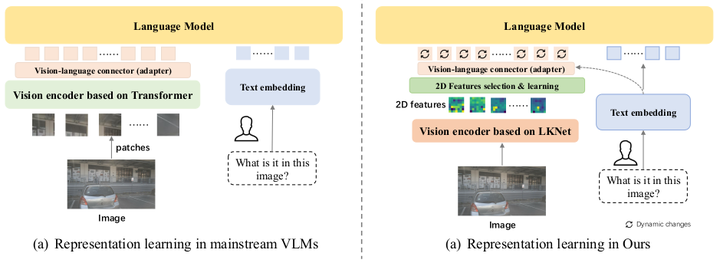 Language Model
Vision-language connector (adapter)
Vision encoder based on Transformer
patches
Image
Text embedding
What is it in this
image?
(a) Representation learning in mainstream VLMs
Language Model
Vision-language connector (adapter)
2D Features selection & learning
2D features
Vision encoder based on LKNet
Image
Text embedding
What is it in this
image?
Dynamic changes
(a) Representation learning in Ours